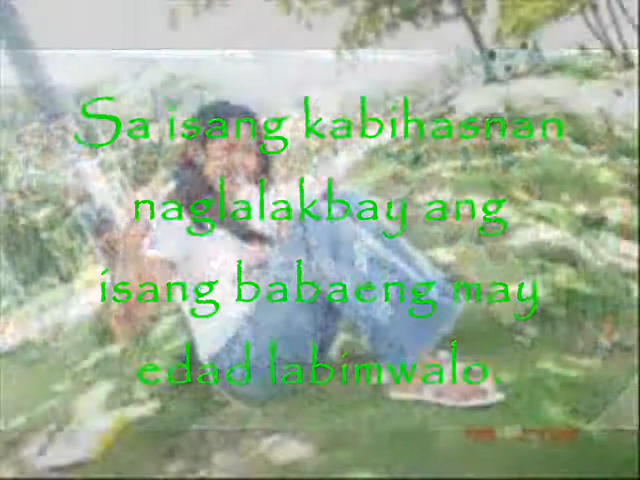 Sa isang kabihasnan
naglalakbay ang
isang babaeng may
edad labimwalo.